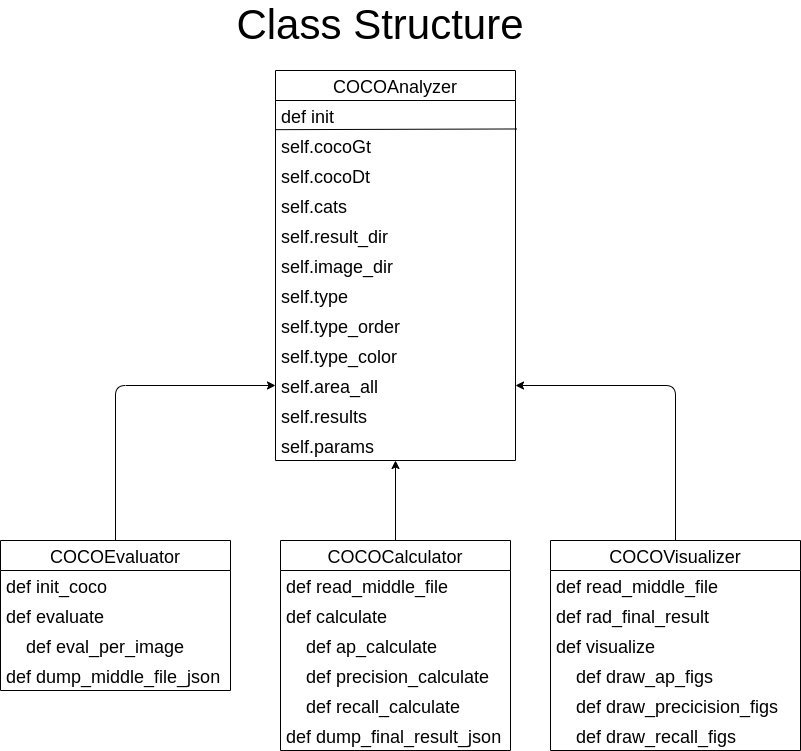 Class Structure
COCOAnalyzer
def init
self.cocoGt
self.cocoDt
self.cats
self.result_dir
self.image_dir
self.type
self.type_order
self.type_color
self.area_all
self.results
self.params
COCOEvaluator
def init_coco
def evaluate
def eval_per_image
def dump_middle_file_json
COCOCalculator
def read_middle_file
def calculate
def ap_calculate
def precision_calculate
def recall_calculate
def dump_final_result_json
COCOVisualizer
def read_middle_file
def rad_final_result
def visualize
def draw_ap_figs
def draw_precicision_figs
def draw_recall_figs